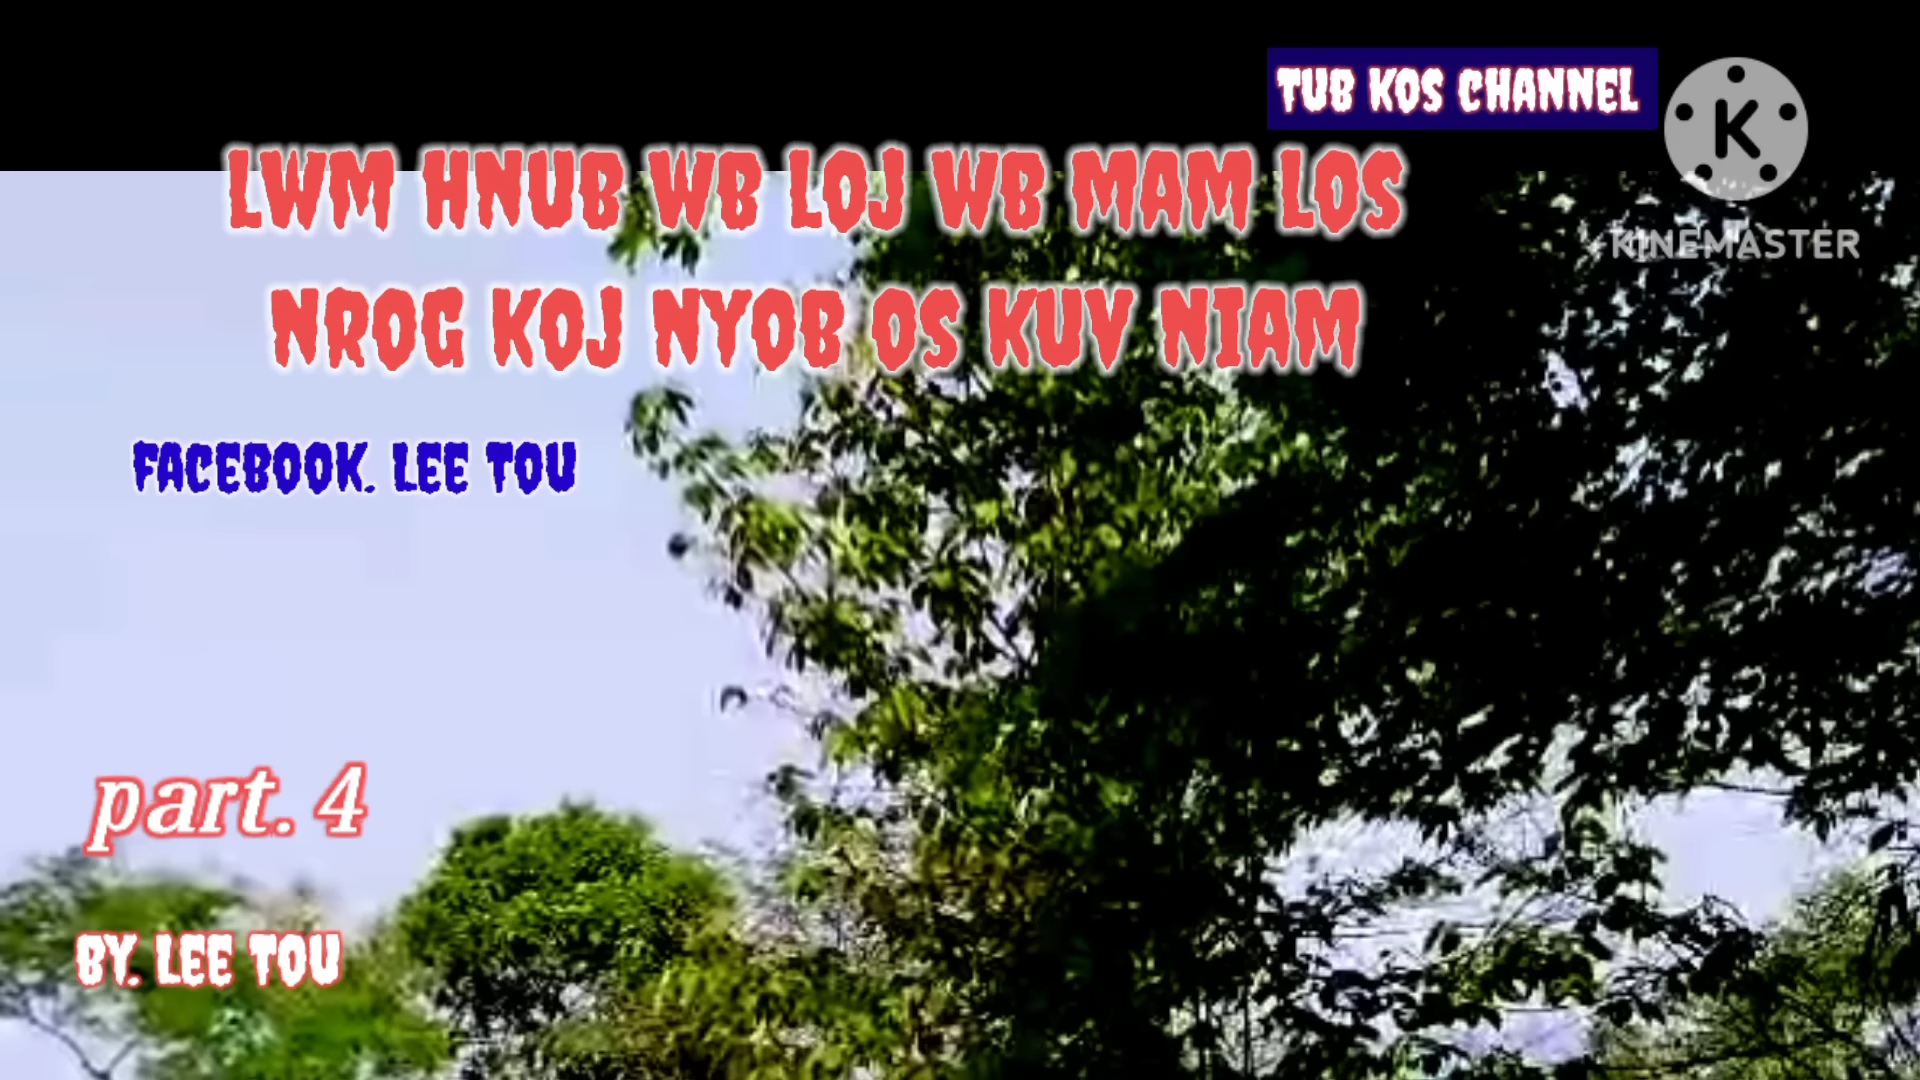 TUB KOS CHANNEL
K
KINEMASTER
LWM HNUB WB LOJ WB MAM LOS
NROG KOJ NYOB OS KUV NIAM
FACEBOOK. LEE TOU
part. 4
BY. LEE TOU